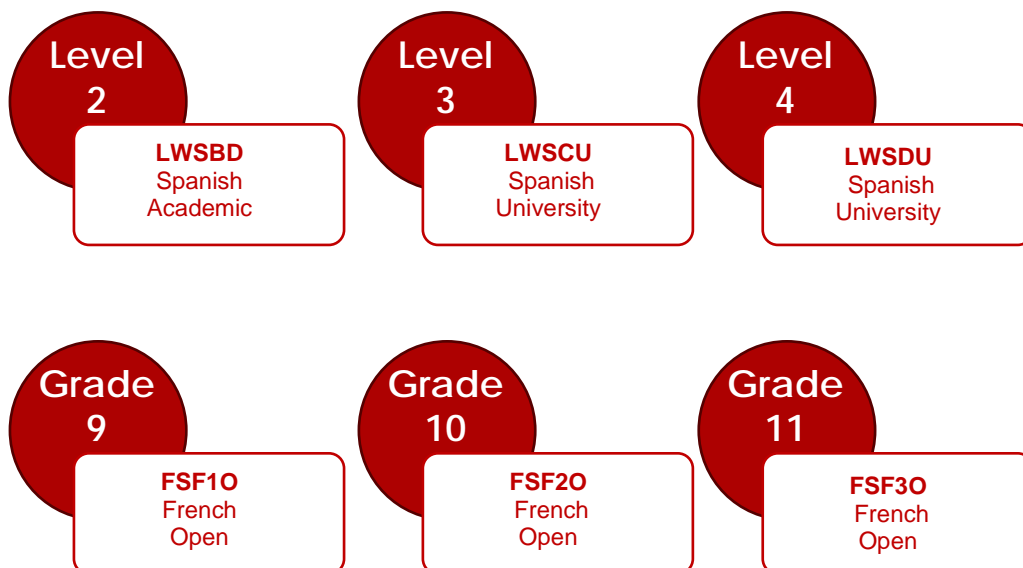 Level
2
LWSBD
Spanish
Academic
Level
3
LWSCU
Spanish
University
Level
4
LWSDU
Spanish
University
Grade
9
FSF1O
French
Open
Grade
10
FSF2O
French
Open
Grade
11
FSF3O
French
Open